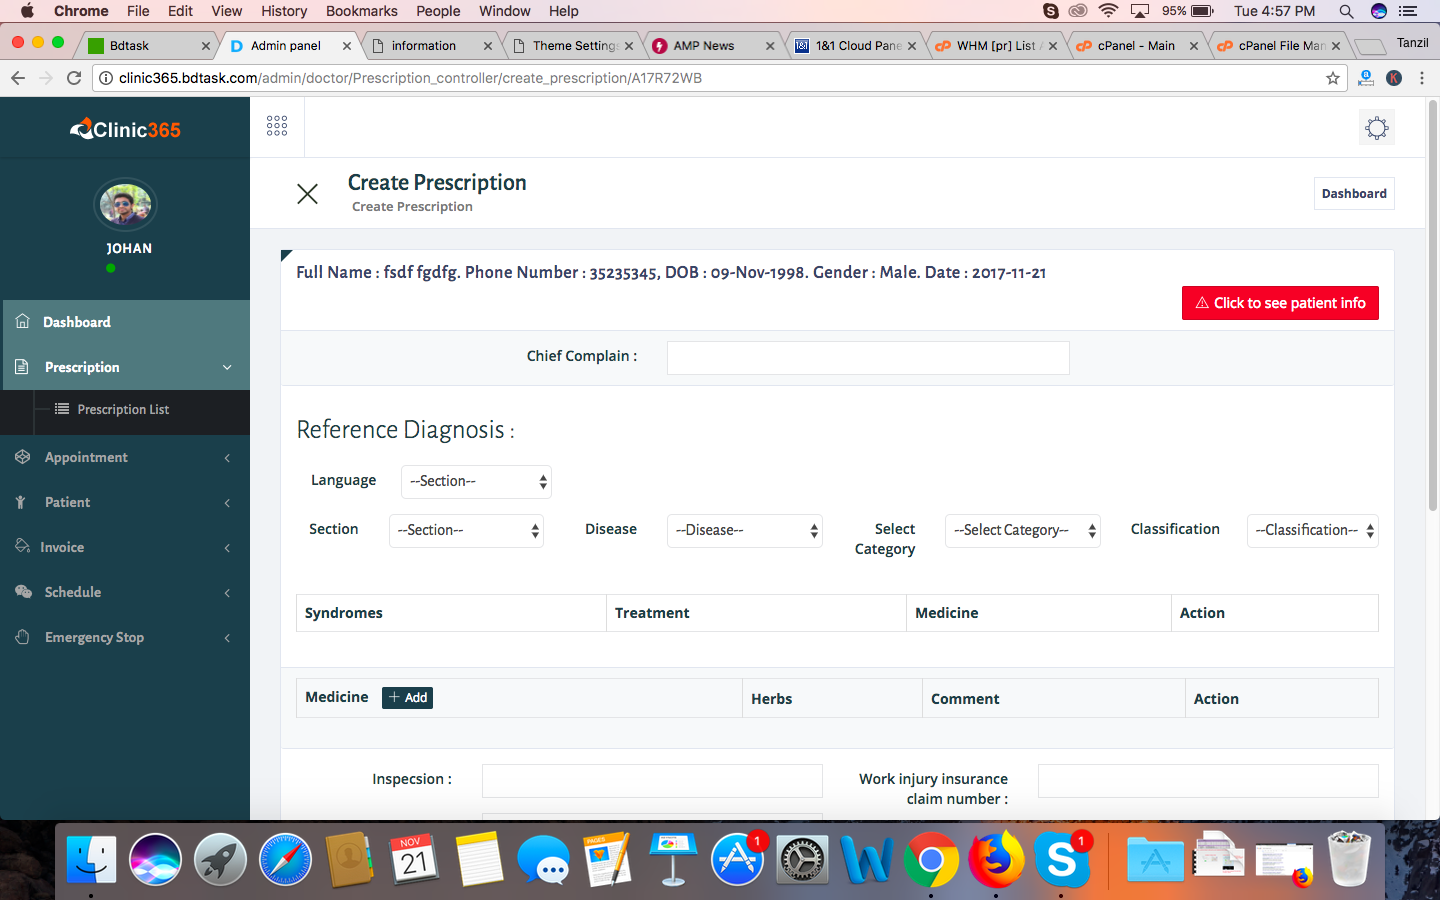 Chrome File Edit View History Bookmarks People Window Help 95% Tue 4:57 PM
Bdtask Admin panel information Theme Setting AMP News 1&1 Cloud Pane WHM [pr] List A cPanel - Main cPanel File Man Tanzil
clinic365.bdtask.com/admin/doctor/Prescription_controller/create_prescription/A17R72WB
Clinic365
JOHAN
Dashboard
Prescription
Prescription List
Appointment
Patient
Invoice
Schedule
Emergency Stop
Create Prescription
Create Prescription
Dashboard
Full Name : fsdf fgdfg. Phone Number : 35235345, DOB : 09-Nov-1998. Gender : Male. Date : 2017-11-21
Click to see patient info
Chief Complain :
Reference Diagnosis :
Language --Section--
Section --Section-- Disease --Disease-- Select Category --Select Category-- Classification --Classification--
Syndromes Treatment Medicine Action
Medicine + Add Herbs Comment Action
Inspecsion : Work injury insurance
claim number :
NOV
21
PAGES
1
1